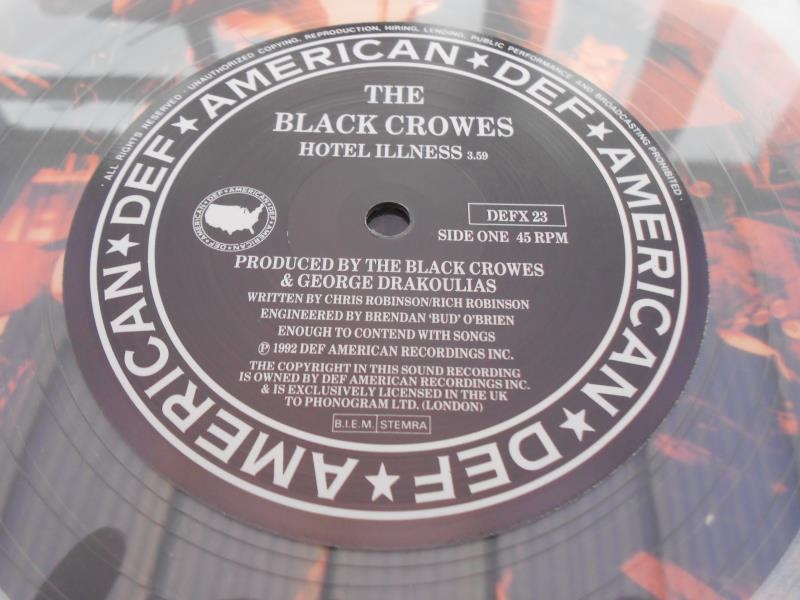 · ALL RIGHTS RESERVED · UNAUTHORIZED COPYING, REPRODUCTION, HIRING, LENDING, PUBLIC PERFORMANCE AND BROADCASTING PROHIBITED ·
DEF ★ AMERICAN ★ DEF ★ AMERICAN ★ DEF ★ AMERICAN ★ DEF ★ AMERICAN ★
THE
BLACK CROWES
HOTEL ILLNESS 3.59
DEF·AMERICAN·DEF·AMERICAN·DEF·AMERICAN
DEFX 23
SIDE ONE 45 RPM
PRODUCED BY THE BLACK CROWES
& GEORGE DRAKOULIAS
WRITTEN BY CHRIS ROBINSON/RICH ROBINSON
ENGINEERED BY BRENDAN 'BUD' O'BRIEN
ENOUGH TO CONTEND WITH SONGS
℗ 1992 DEF AMERICAN RECORDINGS INC.
THE COPYRIGHT IN THIS SOUND RECORDING
IS OWNED BY DEF AMERICAN RECORDINGS INC.
& IS EXCLUSIVELY LICENSED IN THE UK
TO PHONOGRAM LTD. (LONDON)
B.I.E.M. STEMRA